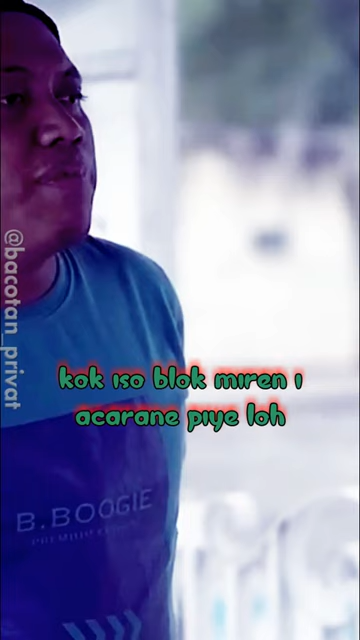 @bacotan_privat
kok iso blok miren i
acarane piye loh
B.BOOGIE